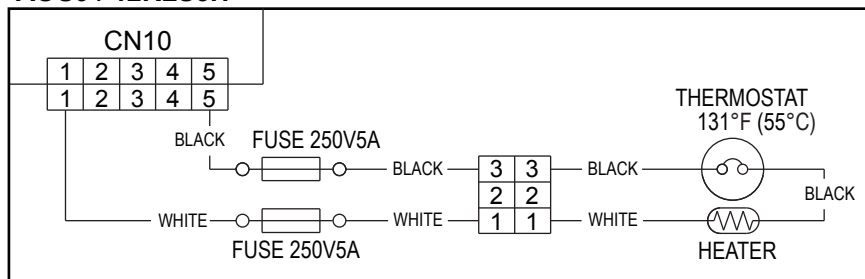 CN10
1 2 3 4 5
1 2 3 4 5
THERMOSTAT
131°F (55°C)
BLACK FUSE 250V5A
BLACK 3 3 BLACK
2 2 BLACK
WHITE WHITE 1 1 WHITE
FUSE 250V5A HEATER